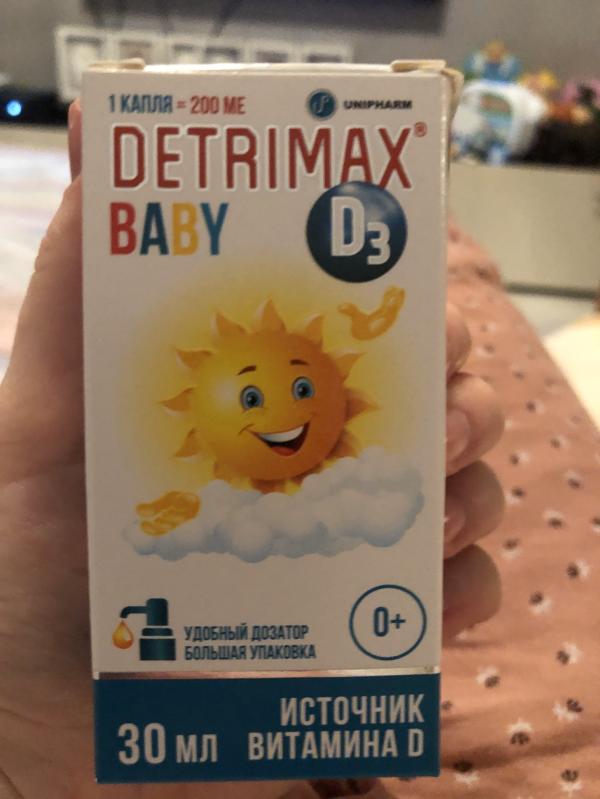 1 КАПЛЯ = 200 МЕ
UNIPHARM
DETRIMAX®
BABY
D3
0+
УДОБНЫЙ ДОЗАТОР
БОЛЬШАЯ УПАКОВКА
30 МЛ
ИСТОЧНИК
ВИТАМИНА D